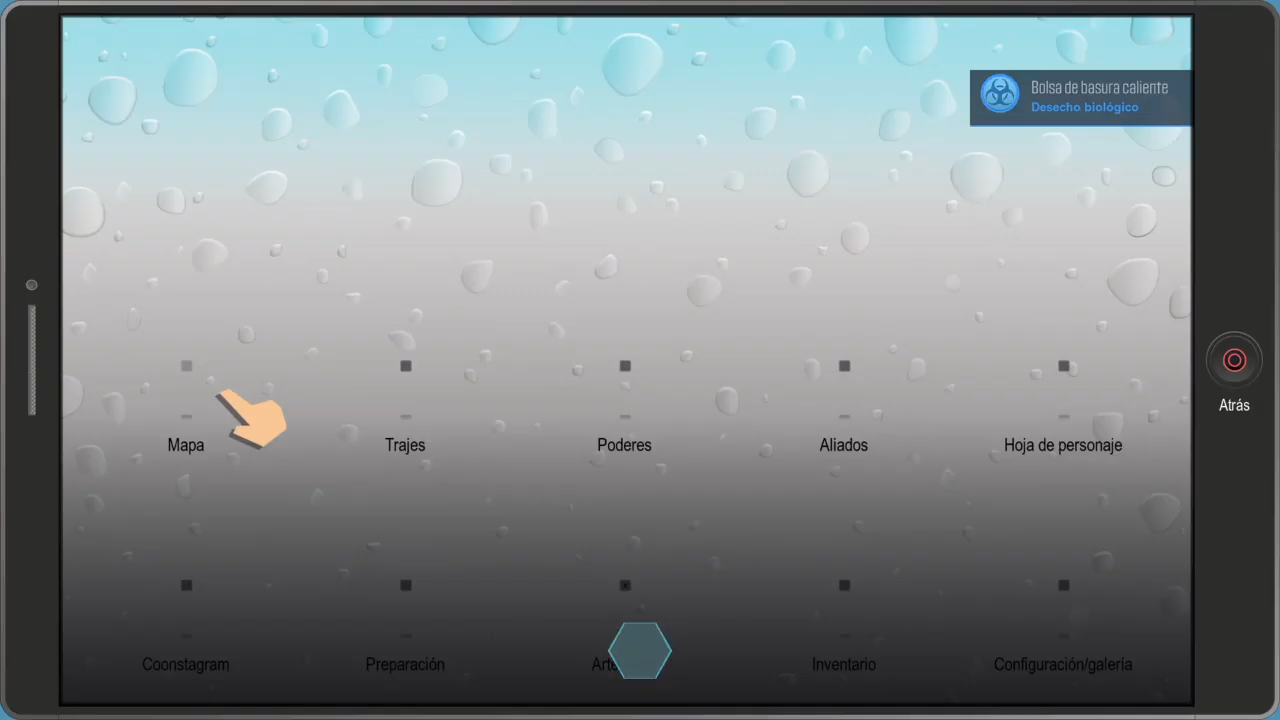 Bolsa de basura caliente
Desecho biológico
Atrás
Mapa
Trajes
Poderes
Aliados
Hoja de personaje
Coonstagram
Preparación
Inventario
Configuración/galería